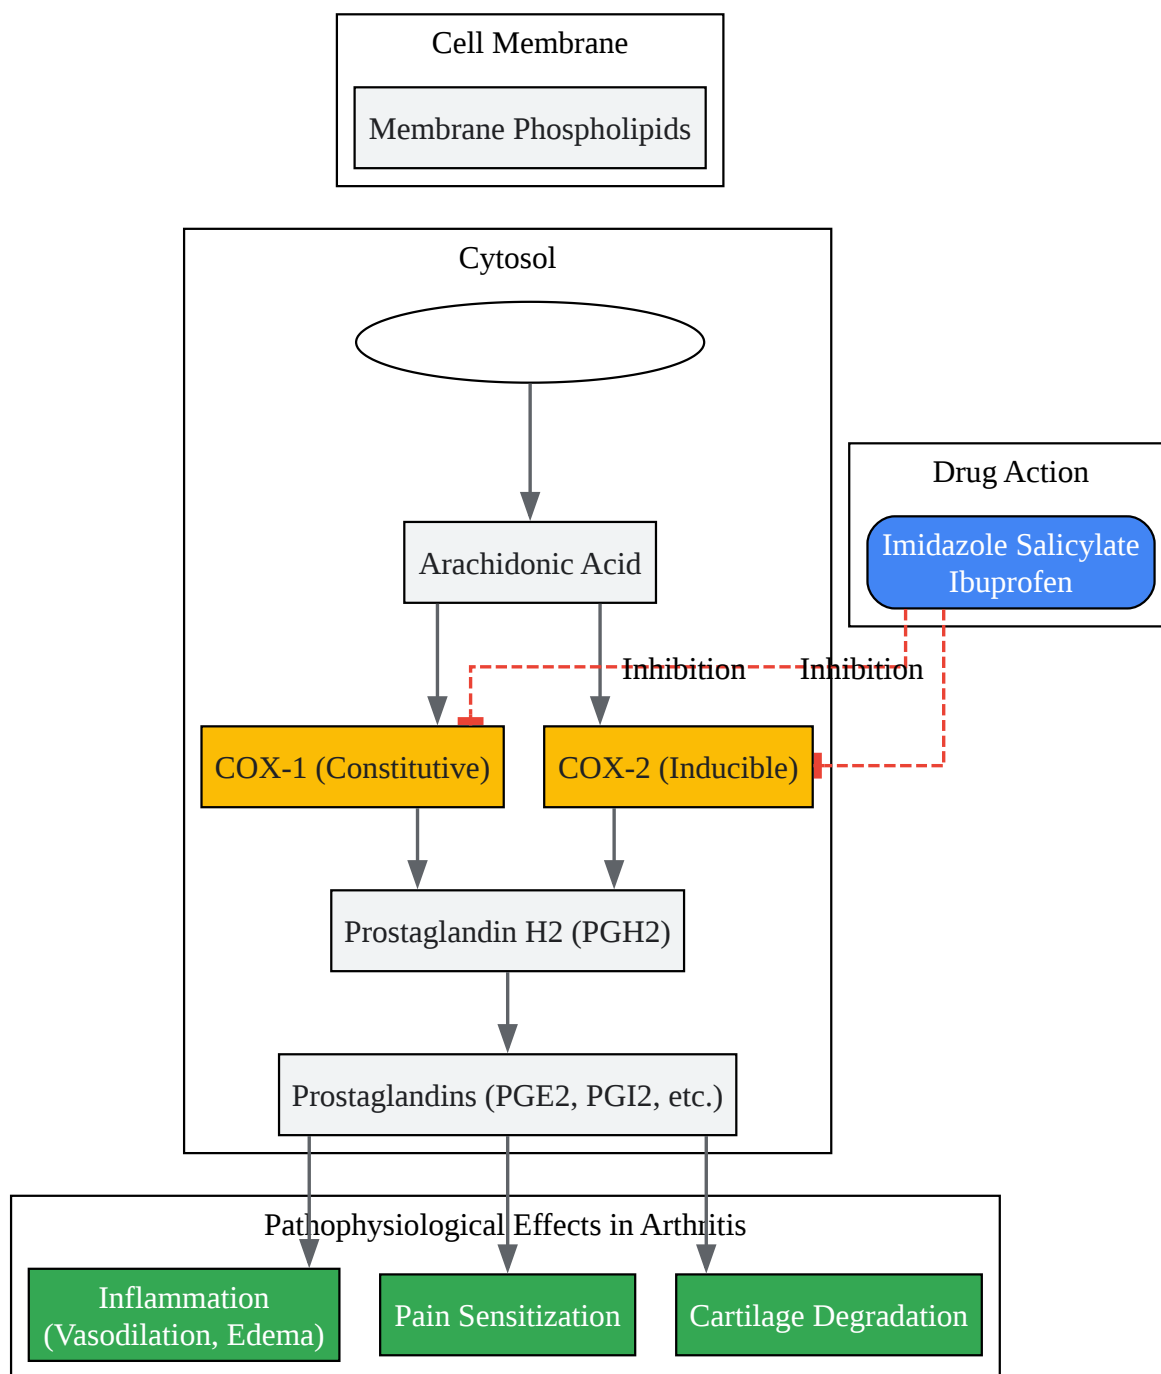 Cell Membrane
Membrane Phospholipids
Cytosol
Arachidonic Acid
Drug Action
Imidazole Salicylate
Ibuprofen
Inhibition
Inhibition
COX-1 (Constitutive)
COX-2 (Inducible)
Prostaglandin H2 (PGH2)
Prostaglandins (PGE2, PGI2, etc.)
Pathophysiological Effects in Arthritis
Inflammation
(Vasodilation, Edema)
Pain Sensitization
Cartilage Degradation